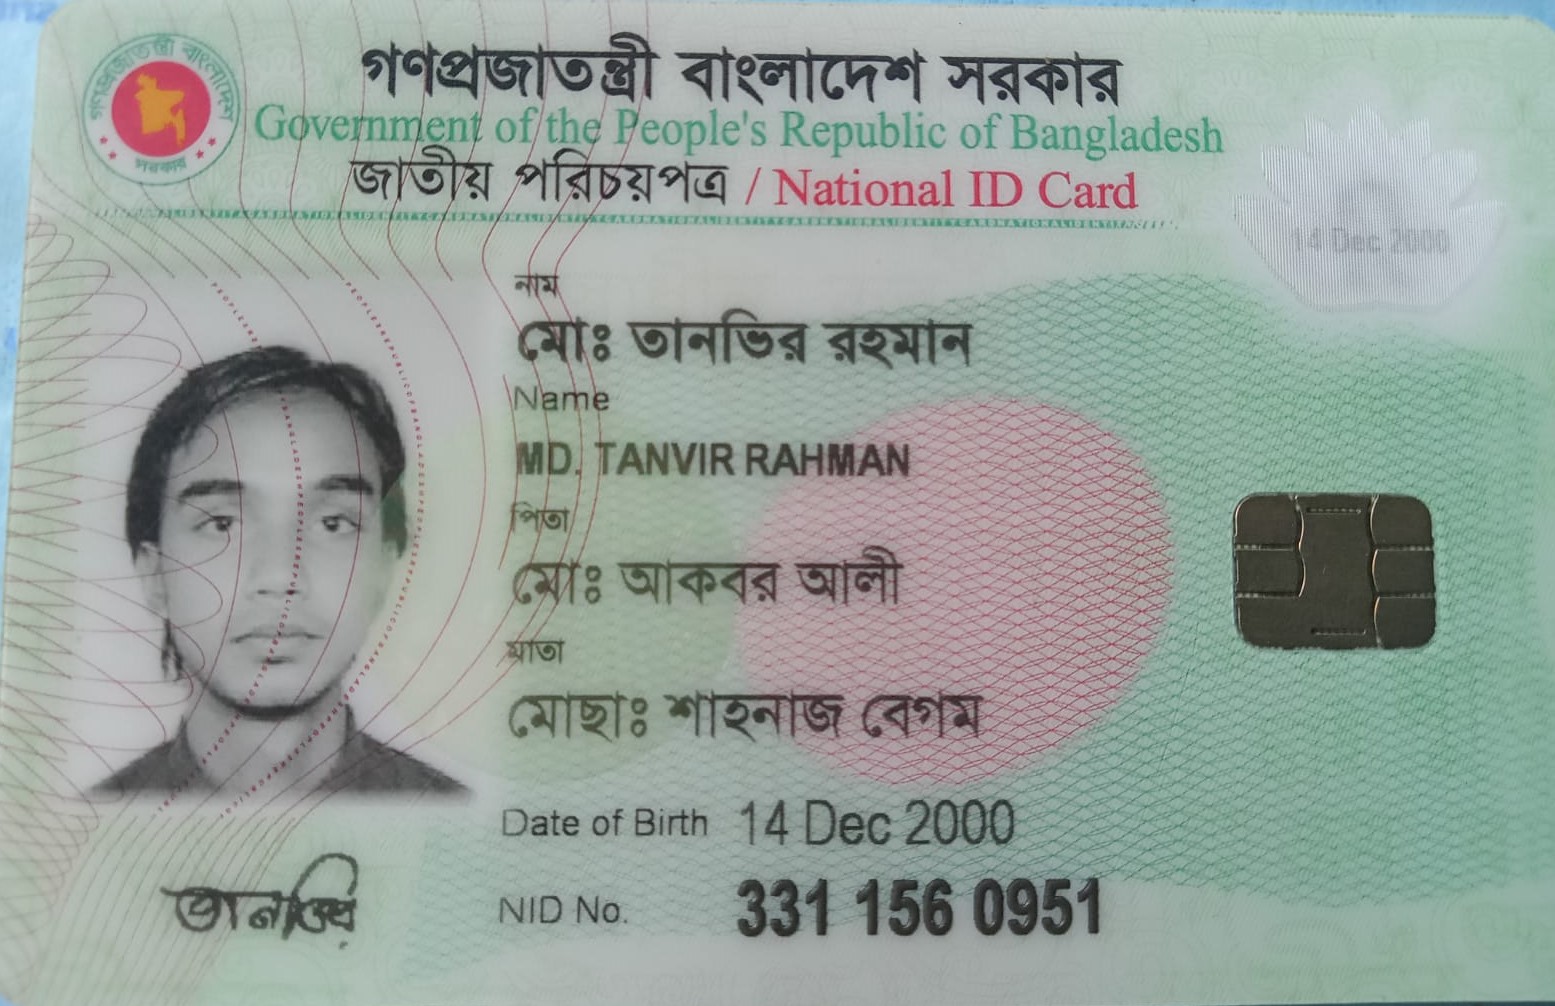 গণপ্রজাতন্ত্রী বাংলাদেশ সরকার
Government of the People's Republic of Bangladesh
জাতীয় পরিচয়পত্র / National ID Card
14 Dec 2000
নাম
মোঃ তানভির রহমান
Name
MD. TANVIR RAHMAN
পিতা
মোঃ আকবর আলী
মাতা
মোছাঃ শাহনাজ বেগম
Date of Birth 14 Dec 2000
তানভির
NID No. 331 156 0951